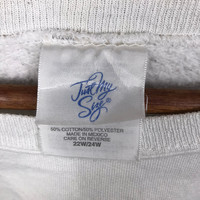 Just My
Size®
50% COTTON/50% POLYESTER
MADE IN MEXICO
CARE ON REVERSE
22W/24W